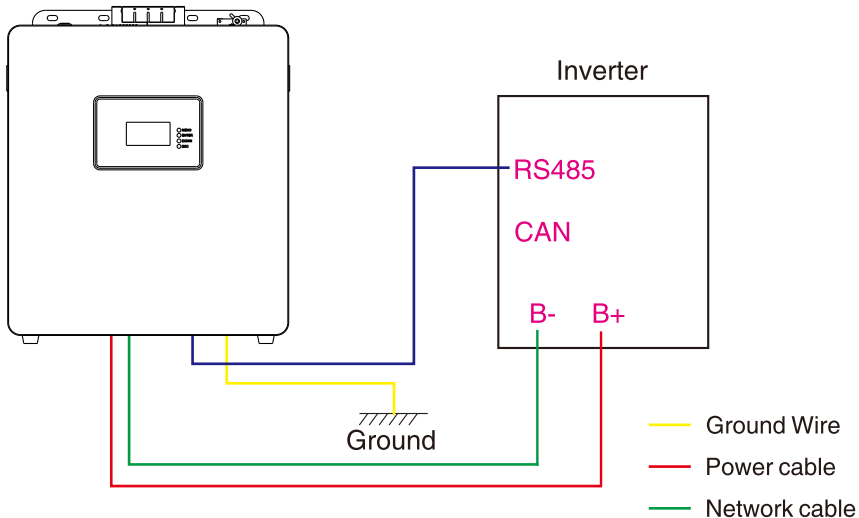 Inverter
RS485
CAN
B- B+
Ground
Ground Wire
Power cable
Network cable